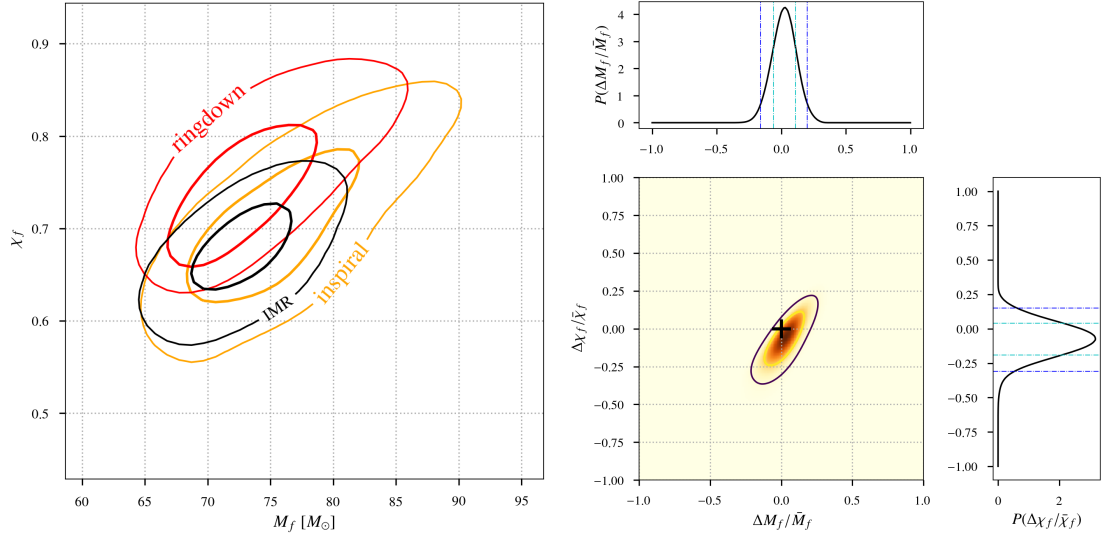 0.9
0.8
0.7
0.6
0.5
χ_f
60 65 70 75 80 85 90 95
M_f [M_⊙]
ringdown
inspiral
IMR
4
3
2
1
0
P(ΔM_f/M̄_f)
−1.0 −0.5 0.0 0.5 1.0
1.00
0.75
0.50
0.25
0.00
−0.25
−0.50
−0.75
−1.00
Δχ_f/χ̄_f
−1.0 −0.5 0.0 0.5 1.0
ΔM_f/M̄_f
1.00
0.75
0.50
0.25
0.00
−0.25
−0.50
−0.75
−1.00
0 2
P(Δχ_f/χ̄_f)